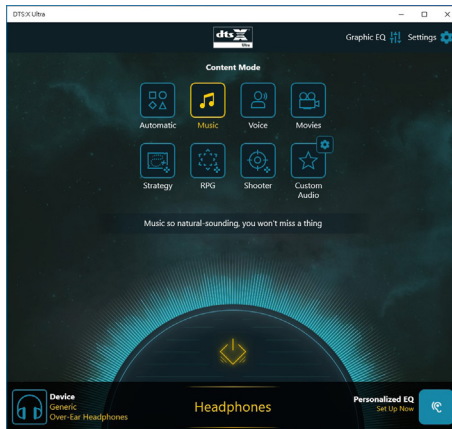 DTS:X Ultra
dts X
Ultra
Graphic EQ
Settings
Content Mode
Automatic
Music
Voice
Movies
Strategy
RPG
Shooter
Custom
Audio
Music so natural-sounding, you won't miss a thing
Device
Generic
Over-Ear Headphones
Headphones
Personalized EQ
Set Up Now